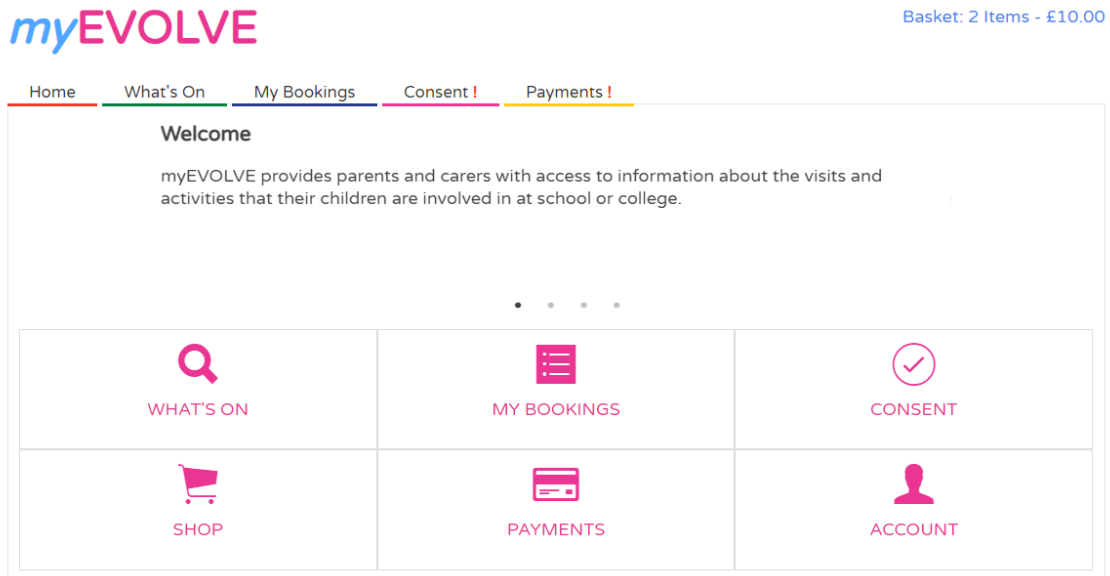 myEVOLVE
Basket: 2 Items - £10.00
Home What's On My Bookings Consent ! Payments !
Welcome
myEVOLVE provides parents and carers with access to information about the visits and
activities that their children are involved in at school or college.
WHAT'S ON MY BOOKINGS CONSENT
SHOP PAYMENTS ACCOUNT